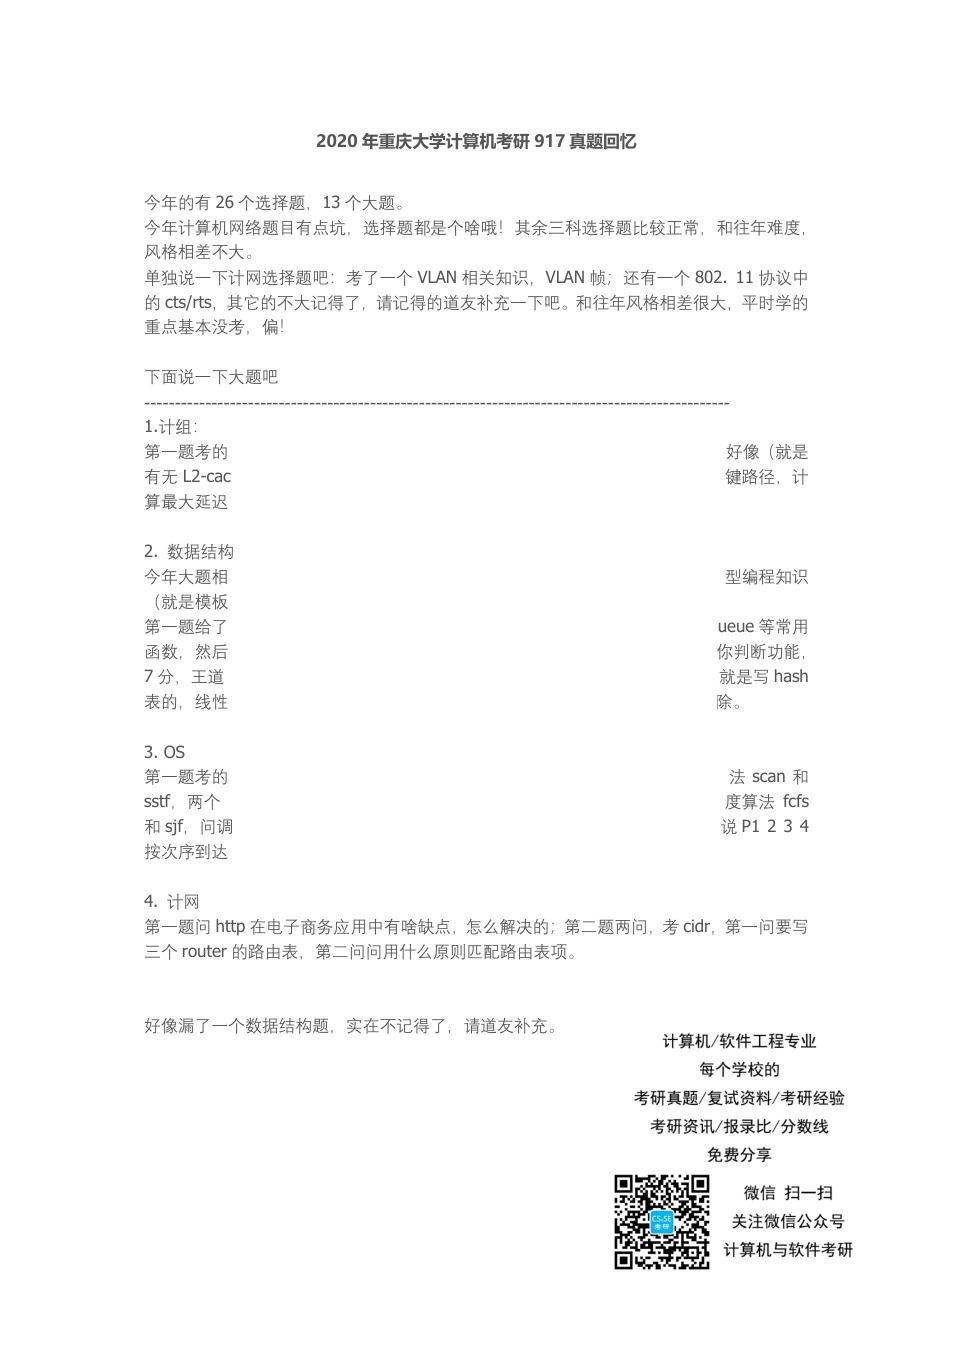 2020 年重庆大学计算机考研 917 真题回忆
今年的有 26 个选择题，13 个大题。
今年计算机网络题目有点坑，选择题都是个啥哦！其余三科选择题比较正常，和往年难度，
风格相差不大。
单独说一下计网选择题吧：考了一个 VLAN 相关知识，VLAN 帧；还有一个 802. 11 协议中
的 cts/rts，其它的不大记得了，请记得的道友补充一下吧。和往年风格相差很大，平时学的
重点基本没考，偏！
下面说一下大题吧
------------------------------------------------------------------------------------------------
1.计组：
第一题考的 好像（就是
有无 L2-cac 键路径，计
算最大延迟
2. 数据结构
今年大题相 型编程知识
（就是模板
第一题给了 ueue 等常用
函数，然后 你判断功能，
7 分，王道 就是写 hash
表的，线性 除。
3. OS
第一题考的 法 scan 和
sstf，两个 度算法 fcfs
和 sjf，问调 说 P1 2 3 4
按次序到达
4. 计网
第一题问 http 在电子商务应用中有啥缺点，怎么解决的；第二题两问，考 cidr，第一问要写
三个 router 的路由表，第二问问用什么原则匹配路由表项。
好像漏了一个数据结构题，实在不记得了，请道友补充。
计算机/软件工程专业
每个学校的
考研真题/复试资料/考研经验
考研资讯/报录比/分数线
免费分享
CS.SE
考研
微信 扫一扫
关注微信公众号
计算机与软件考研